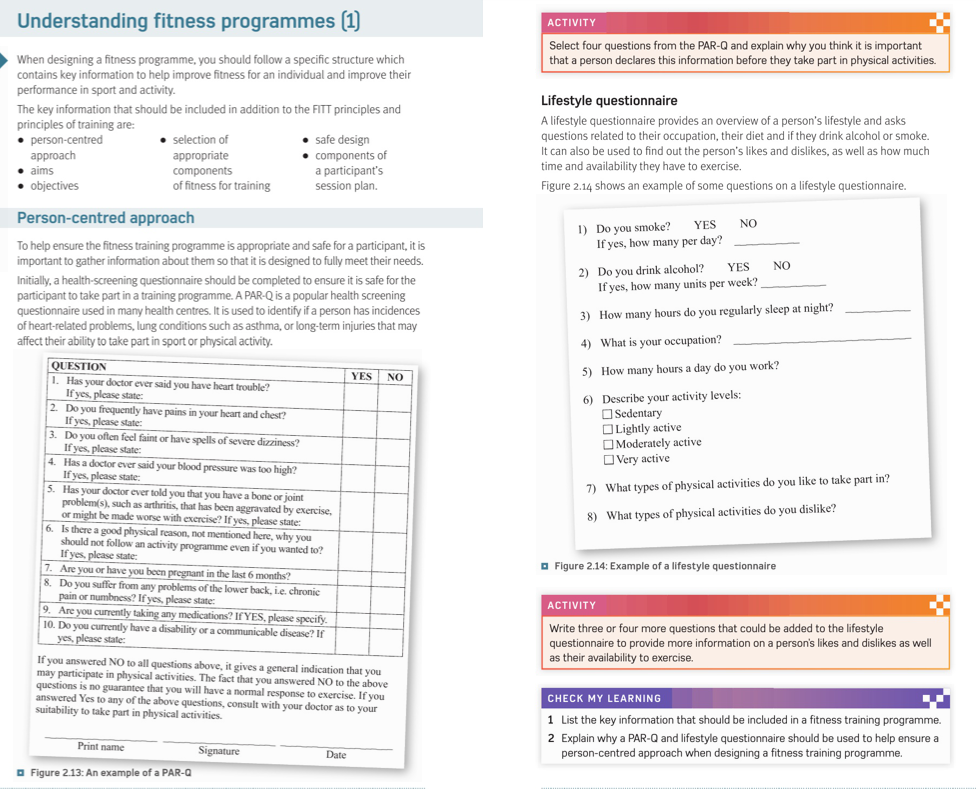 Understanding fitness programmes (1)
When designing a fitness programme, you should follow a specific structure which
contains key information to help improve fitness for an individual and improve their
performance in sport and activity.
The key information that should be included in addition to the FITT principles and
principles of training are:
● person-centred
approach
● aims
● objectives
● selection of
appropriate
components
of fitness for training
● safe design
● components of
a participant's
session plan.
Person-centred approach
To help ensure the fitness training programme is appropriate and safe for a participant, it is
important to gather information about them so that it is designed to fully meet their needs.
Initially, a health-screening questionnaire should be completed to ensure it is safe for the
participant to take part in a training programme. A PAR-Q is a popular health screening
questionnaire used in many health centres. It is used to identify if a person has incidences
of heart-related problems, lung conditions such as asthma, or long-term injuries that may
affect their ability to take part in sport or physical activity.
QUESTION YES NO
1. Has your doctor ever said you have heart trouble?
If yes, please state:
2. Do you frequently have pains in your heart and chest?
If yes, please state:
3. Do you often feel faint or have spells of severe dizziness?
If yes, please state:
4. Has a doctor ever said your blood pressure was too high?
If yes, please state:
5. Has your doctor ever told you that you have a bone or joint
problem(s), such as arthritis, that has been aggravated by exercise,
or might be made worse with exercise? If yes, please state:
6. Is there a good physical reason, not mentioned here, why you
should not follow an activity programme even if you wanted to?
If yes, please state:
7. Are you or have you been pregnant in the last 6 months?
8. Do you suffer from any problems of the lower back, i.e. chronic
pain or numbness? If yes, please state:
9. Are you currently taking any medications? If YES, please specify.
10. Do you currently have a disability or a communicable disease? If
yes, please state:
If you answered NO to all questions above, it gives a general indication that you
may participate in physical activities. The fact that you answered NO to the above
questions is no guarantee that you will have a normal response to exercise. If you
answered Yes to any of the above questions, consult with your doctor as to your
suitability to take part in physical activities.
Print name Signature Date
Figure 2.13: An example of a PAR-Q
ACTIVITY
Select four questions from the PAR-Q and explain why you think it is important
that a person declares this information before they take part in physical activities.
Lifestyle questionnaire
A lifestyle questionnaire provides an overview of a person's lifestyle and asks
questions related to their occupation, their diet and if they drink alcohol or smoke.
It can also be used to find out the person's likes and dislikes, as well as how much
time and availability they have to exercise.
Figure 2.14 shows an example of some questions on a lifestyle questionnaire.
1) Do you smoke? YES NO
If yes, how many per day?
2) Do you drink alcohol? YES NO
If yes, how many units per week?
3) How many hours do you regularly sleep at night?
4) What is your occupation?
5) How many hours a day do you work?
6) Describe your activity levels:
☐ Sedentary
☐ Lightly active
☐ Moderately active
☐ Very active
7) What types of physical activities do you like to take part in?
8) What types of physical activities do you dislike?
Figure 2.14: Example of a lifestyle questionnaire
ACTIVITY
Write three or four more questions that could be added to the lifestyle
questionnaire to provide more information on a person's likes and dislikes as well
as their availability to exercise.
CHECK MY LEARNING
1 List the key information that should be included in a fitness training programme.
2 Explain why a PAR-Q and lifestyle questionnaire should be used to help ensure a
person-centred approach when designing a fitness training programme.